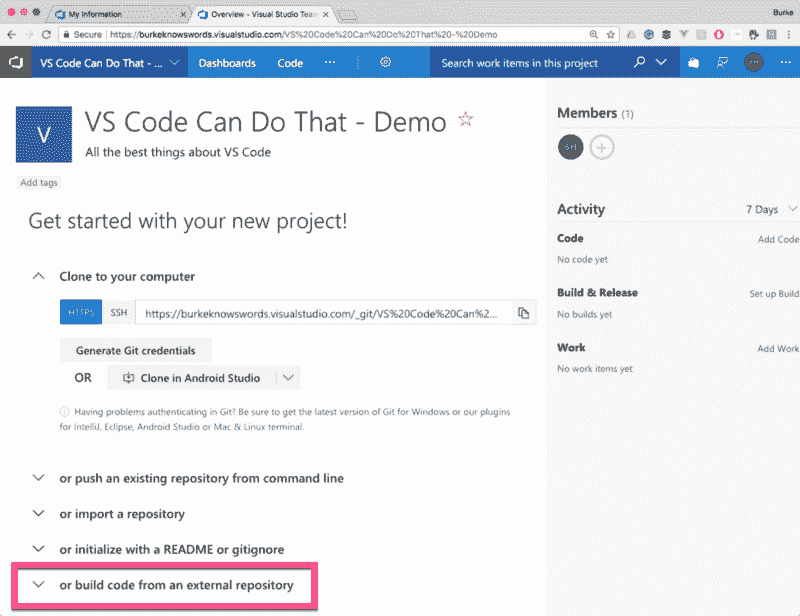 My Information
Overview - Visual Studio Team
Burke
Secure
https://burkeknowswords.visualstudio.com/VS%20Code%20Can%20Do%20That%20-%20Demo
VS Code Can Do That - ...
Dashboards
Code
...
Search work items in this project
V
VS Code Can Do That - Demo
All the best things about VS Code
Add tags
Get started with your new project!
Clone to your computer
HTTPS
SSH
https://burkeknowswords.visualstudio.com/_git/VS%20Code%20Can%2...
Generate Git credentials
OR
Clone in Android Studio
Having problems authenticating in Git? Be sure to get the latest version of Git for Windows or our plugins
for IntelliJ, Eclipse, Android Studio or Mac & Linux terminal.
or push an existing repository from command line
or import a repository
or initialize with a README or gitignore
or build code from an external repository
Members (1)
Activity
7 Days
Code
Add Code
No code yet
Build & Release
Set up Build
No builds yet
Work
Add Work
No work items yet